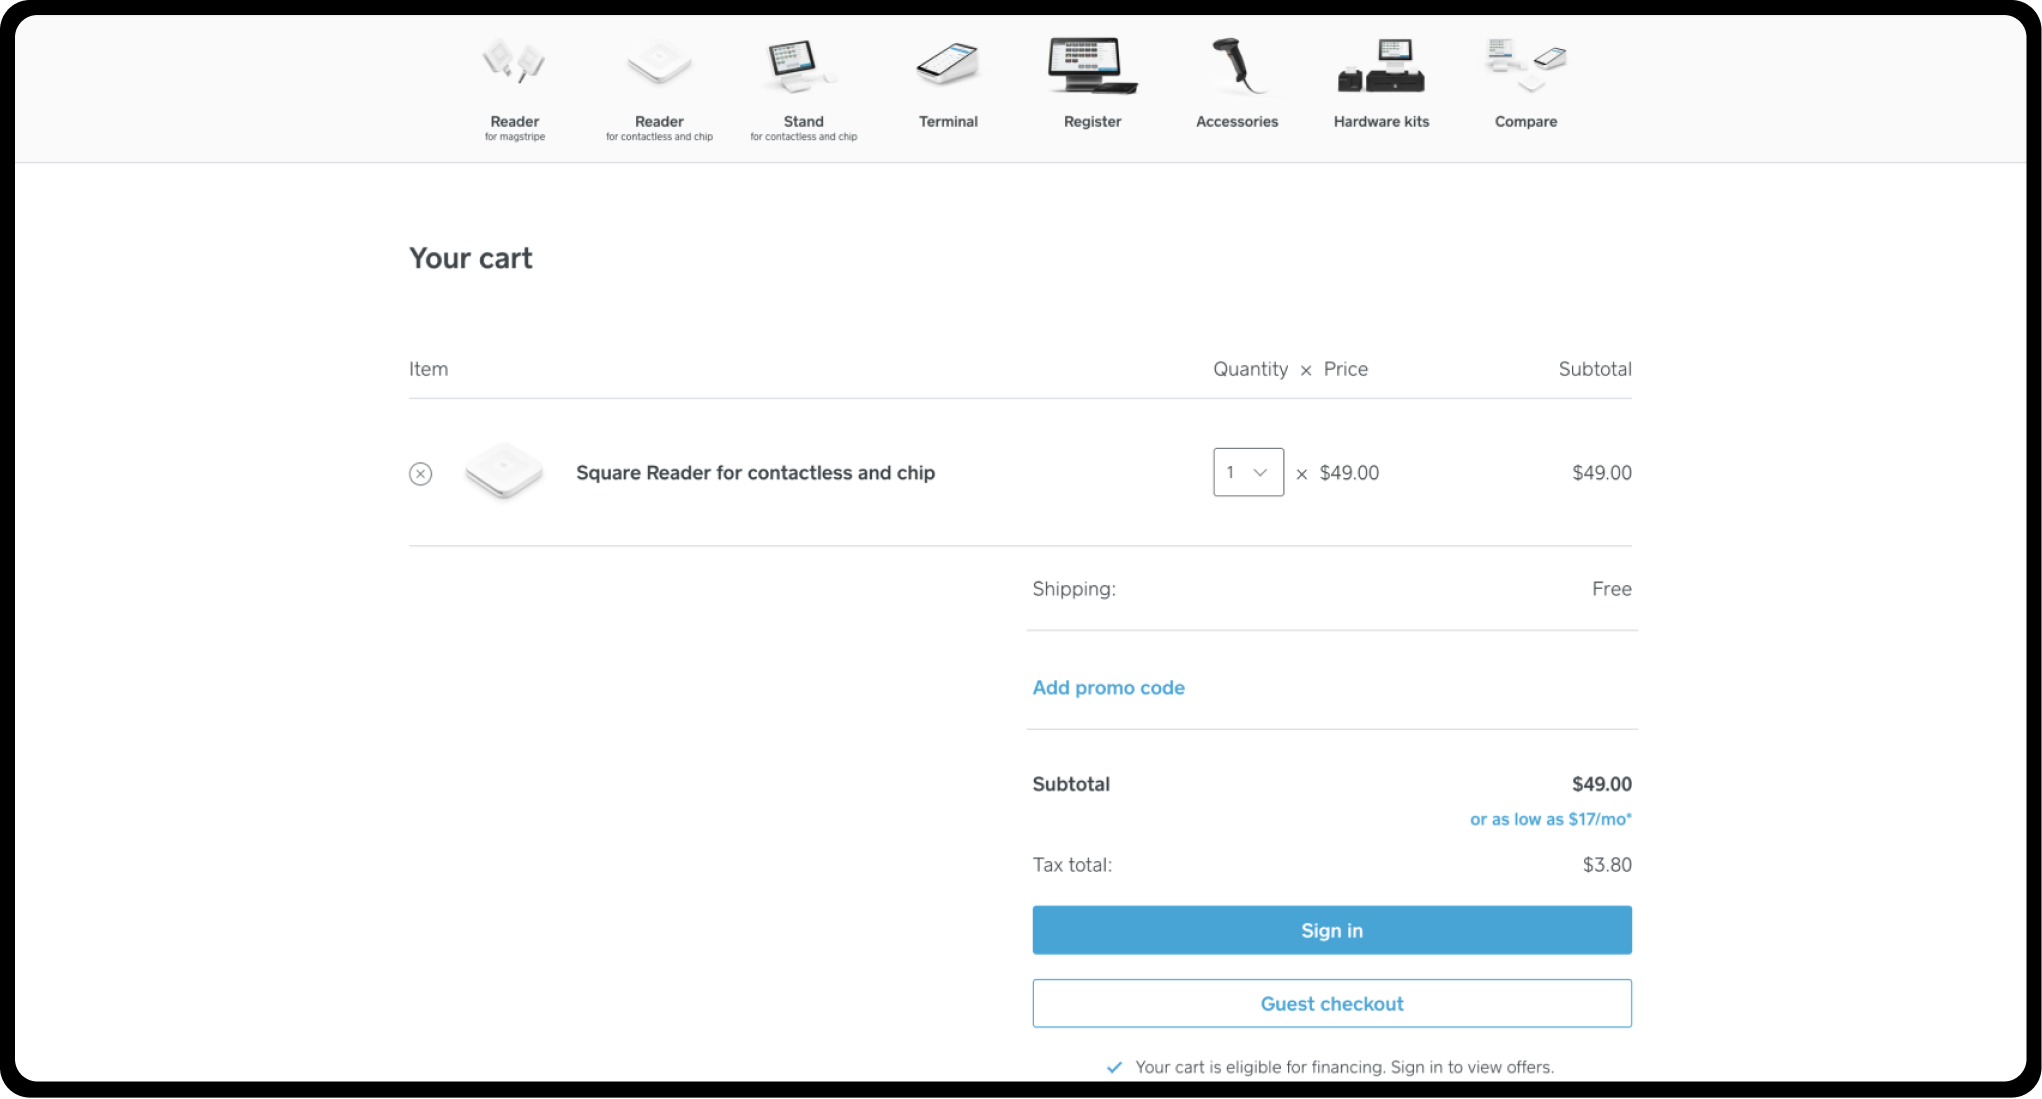 Reader
for magstripe
Reader
for contactless and chip
Stand
for contactless and chip
Terminal
Register
Accessories
Hardware kits
Compare
Your cart
Item Quantity × Price Subtotal
Square Reader for contactless and chip 1 × $49.00 $49.00
Shipping: Free
Add promo code
Subtotal $49.00
or as low as $17/mo*
Tax total: $3.80
Sign in
Guest checkout
Your cart is eligible for financing. Sign in to view offers.